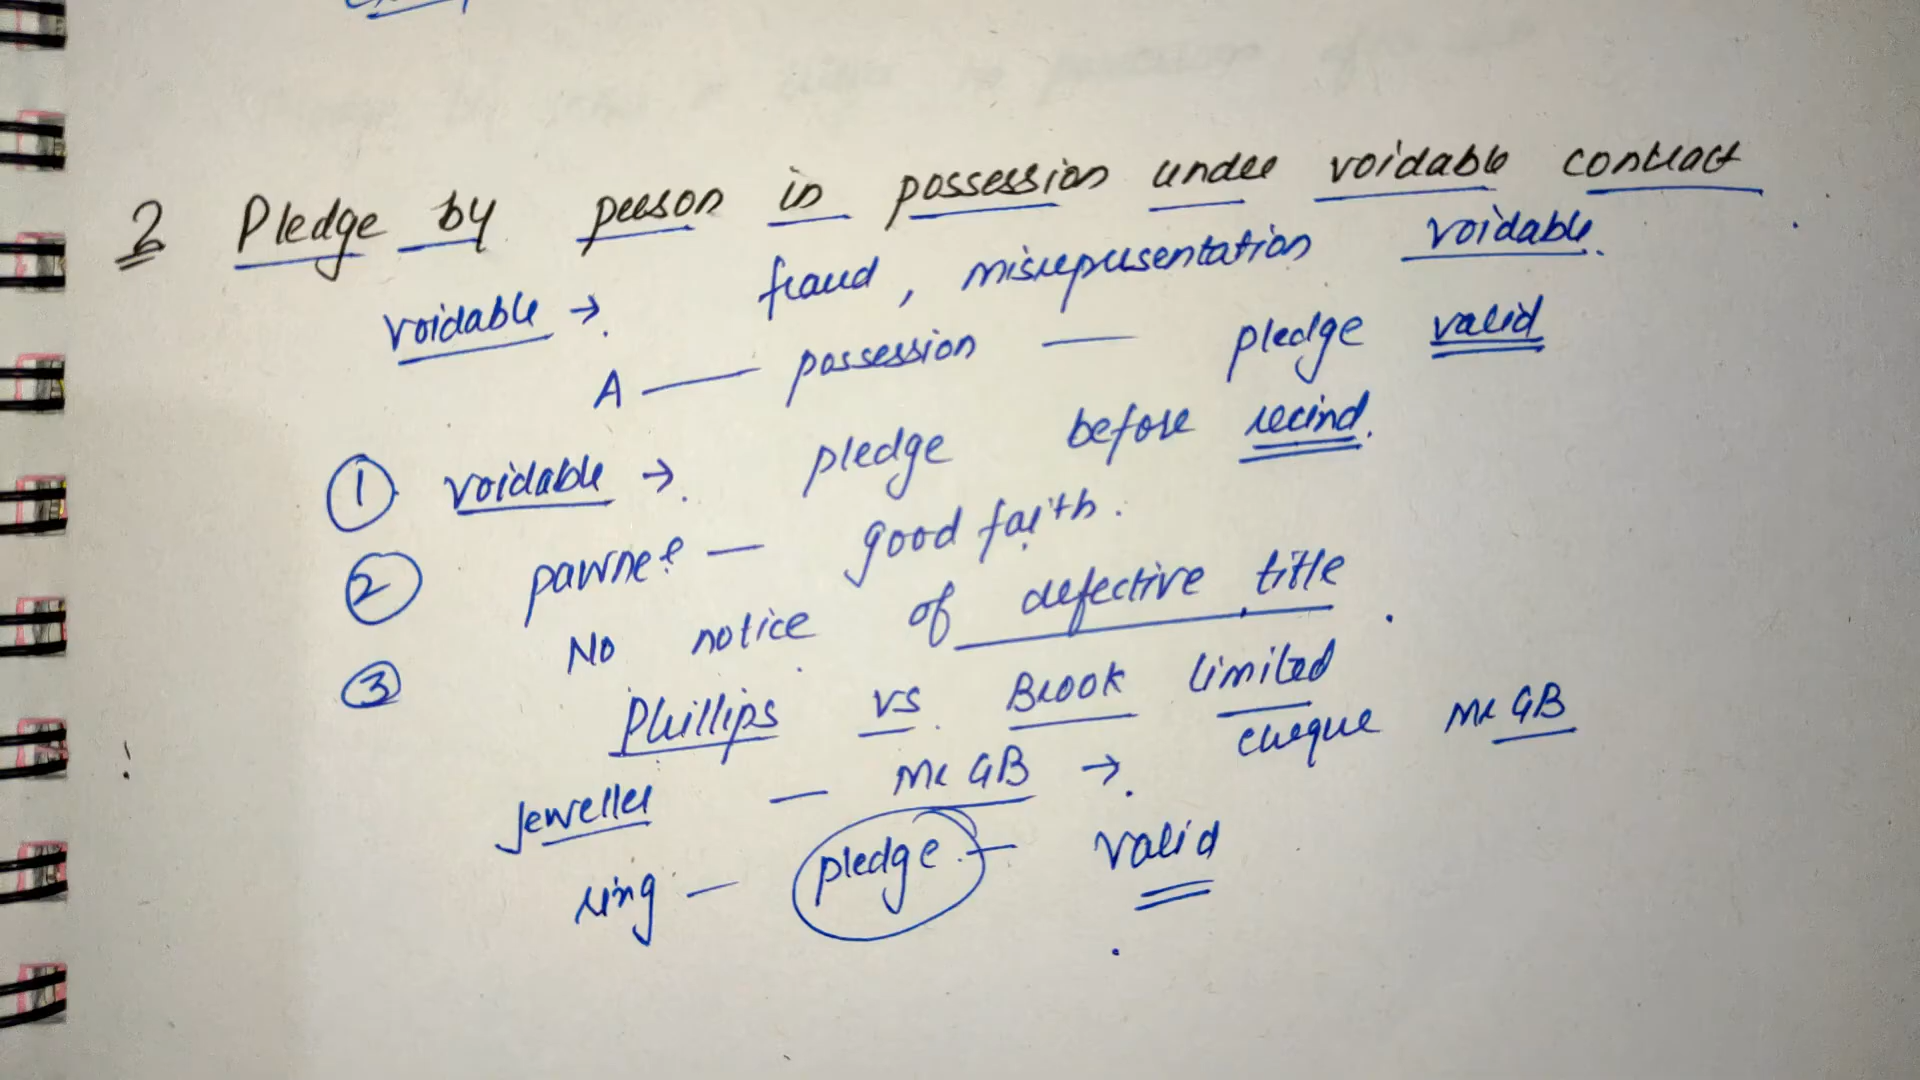 2 Pledge by person in possession under voidable contract
voidable → fraud, misrepresentation voidable.
A — possession — pledge valid
① voidable → pledge before recind.
② pawnee — good faith.
③ No notice of defective title
Phillips vs Brook limited
Jeweller — Mr GB → cheque Mr GB
ring — pledge — valid